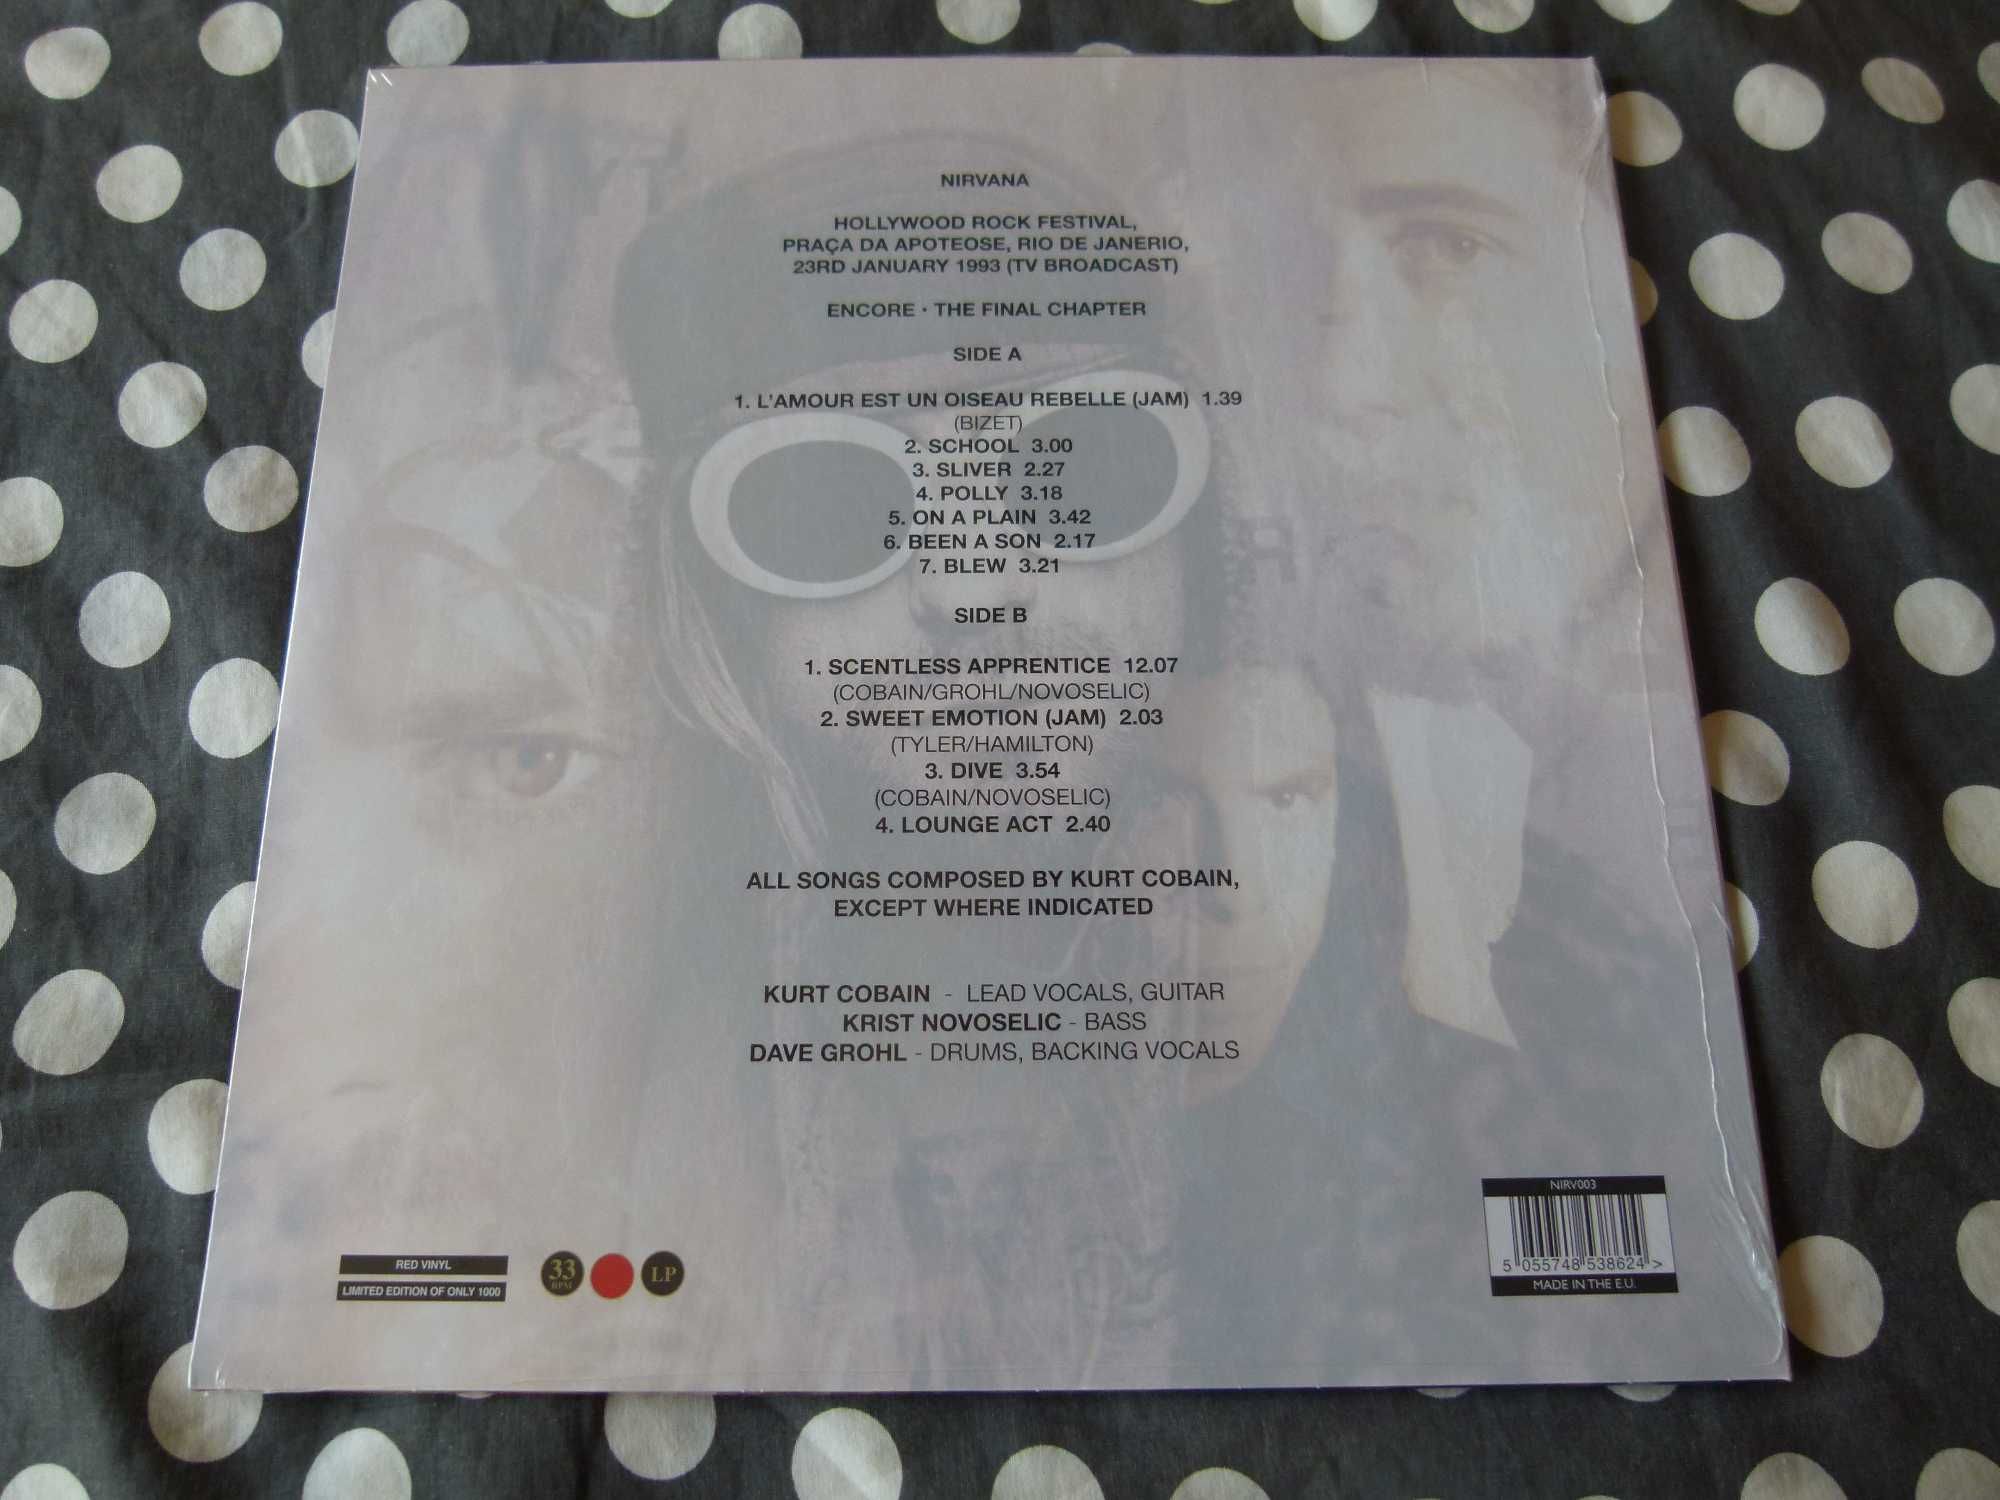 NIRVANA
HOLLYWOOD ROCK FESTIVAL,
PRAÇA DA APOTEOSE, RIO DE JANERIO,
23RD JANUARY 1993 (TV BROADCAST)
ENCORE • THE FINAL CHAPTER
SIDE A
1. L'AMOUR EST UN OISEAU REBELLE (JAM) 1.39
(BIZET)
2. SCHOOL 3.00
3. SLIVER 2.27
4. POLLY 3.18
5. ON A PLAIN 3.42
6. BEEN A SON 2.17
7. BLEW 3.21
SIDE B
1. SCENTLESS APPRENTICE 12.07
(COBAIN/GROHL/NOVOSELIC)
2. SWEET EMOTION (JAM) 2.03
(TYLER/HAMILTON)
3. DIVE 3.54
(COBAIN/NOVOSELIC)
4. LOUNGE ACT 2.40
ALL SONGS COMPOSED BY KURT COBAIN,
EXCEPT WHERE INDICATED
KURT COBAIN - LEAD VOCALS, GUITAR
KRIST NOVOSELIC - BASS
DAVE GROHL - DRUMS, BACKING VOCALS
RED VINYL
LIMITED EDITION OF ONLY 1000
33
RPM
LP
NIRV003
5 055748 538624 >
MADE IN THE E.U.